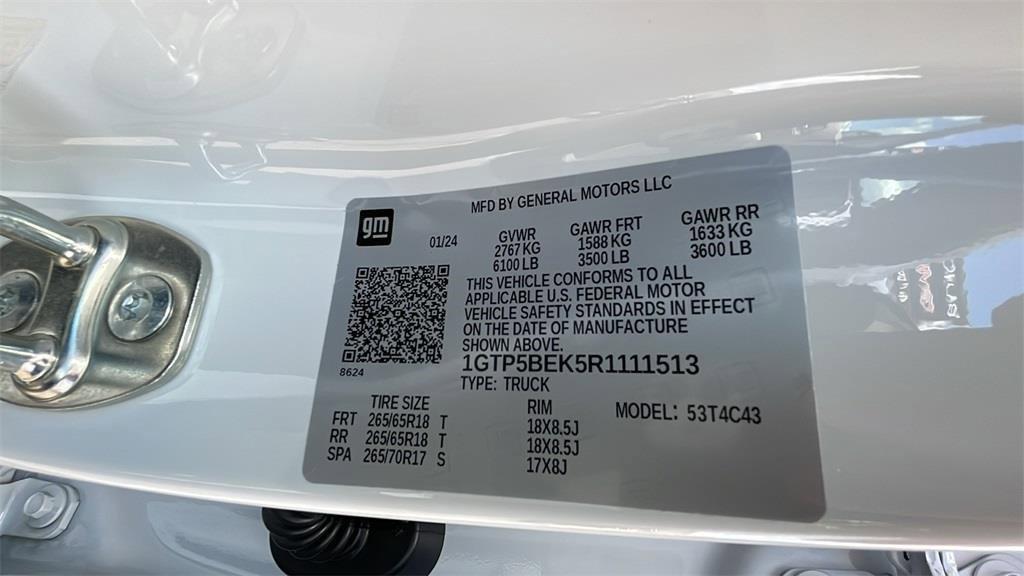 MFD BY GENERAL MOTORS LLC
gm
01/24
GVWR
2767 KG
6100 LB
GAWR FRT
1588 KG
3500 LB
GAWR RR
1633 KG
3600 LB
THIS VEHICLE CONFORMS TO ALL
APPLICABLE U.S. FEDERAL MOTOR
VEHICLE SAFETY STANDARDS IN EFFECT
ON THE DATE OF MANUFACTURE
SHOWN ABOVE.
8624
1GTP5BEK5R1111513
TYPE: TRUCK
TIRE SIZE
FRT 265/65R18 T
RR 265/65R18 T
SPA 265/70R17 S
RIM
18X8.5J
18X8.5J
17X8J
MODEL: 53T4C43